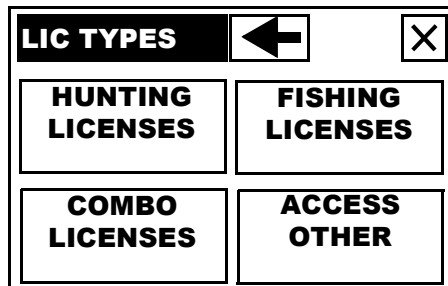 LIC TYPES
HUNTING
LICENSES
FISHING
LICENSES
COMBO
LICENSES
ACCESS
OTHER